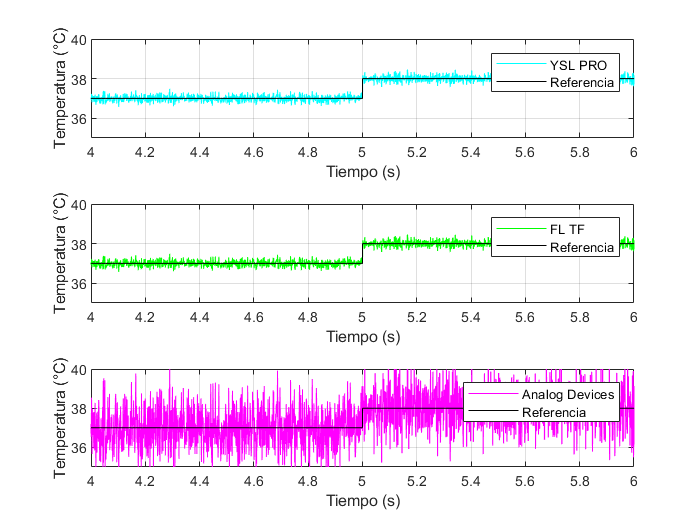 40
38
36
Temperatura (°C)
YSL PRO
Referencia
4 4.2 4.4 4.6 4.8 5 5.2 5.4 5.6 5.8 6
Tiempo (s)
40
38
36
Temperatura (°C)
FL TF
Referencia
4 4.2 4.4 4.6 4.8 5 5.2 5.4 5.6 5.8 6
Tiempo (s)
40
38
36
Temperatura (°C)
Analog Devices
Referencia
4 4.2 4.4 4.6 4.8 5 5.2 5.4 5.6 5.8 6
Tiempo (s)